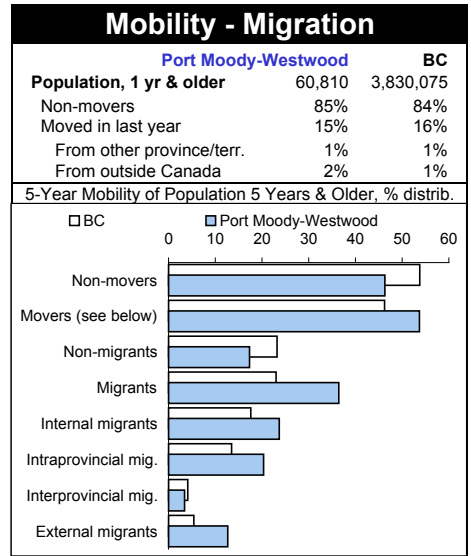 Mobility - Migration
Port Moody-Westwood BC
Population, 1 yr & older 60,810 3,830,075
Non-movers 85% 84%
Moved in last year 15% 16%
From other province/terr. 1% 1%
From outside Canada 2% 1%
5-Year Mobility of Population 5 Years & Older, % distrib.
BC Port Moody-Westwood
0 10 20 30 40 50 60
Non-movers
Movers (see below)
Non-migrants
Migrants
Internal migrants
Intraprovincial mig.
Interprovincial mig.
External migrants